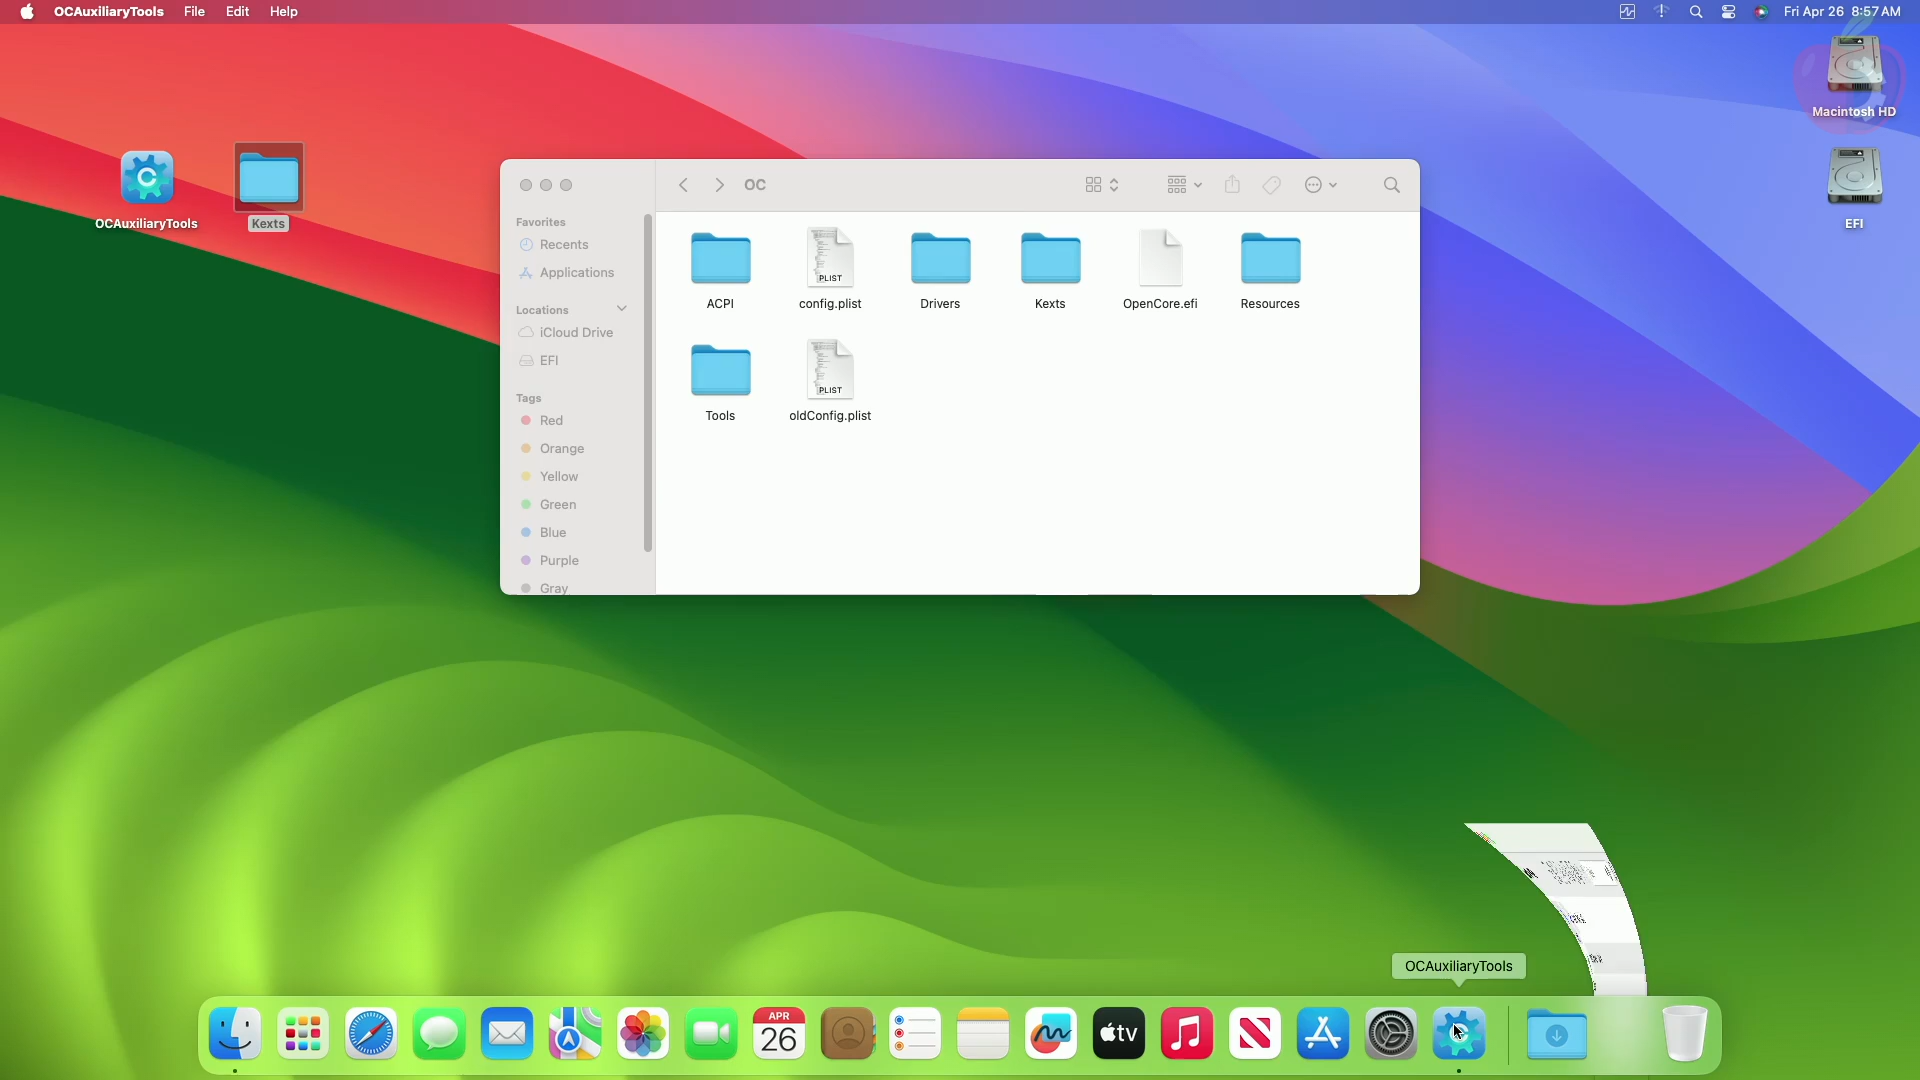 OCAuxiliaryTools File Edit Help
Fri Apr 26 8:57 AM
Macintosh HD
EFI
OCAuxiliaryTools
Kexts
OC
Favorites
Recents
Applications
Locations
iCloud Drive
EFI
Tags
Red
Orange
Yellow
Green
Blue
Purple
Gray
ACPI
config.plist
Drivers
Kexts
OpenCore.efi
Resources
PLIST
Tools
oldConfig.plist
PLIST
OCAuxiliaryTools
APR
26
tv